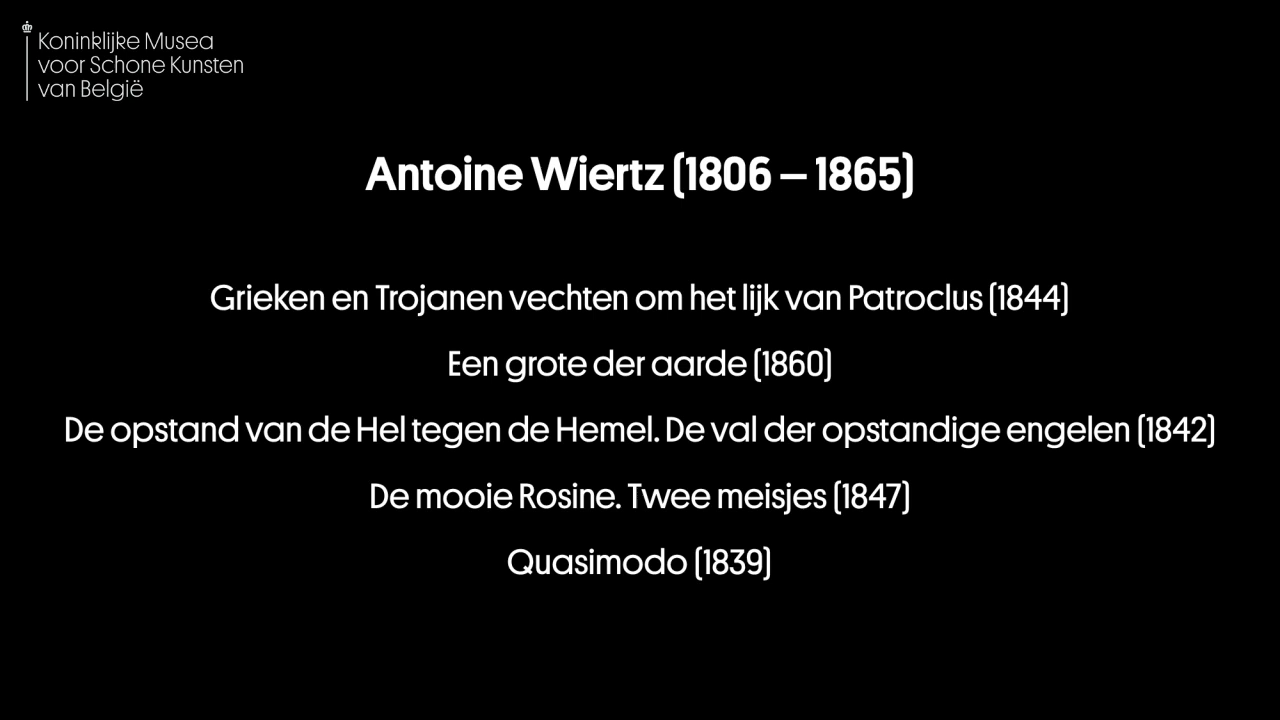 Koninklijke Musea
voor Schone Kunsten
van België
Antoine Wiertz (1806 – 1865)
Grieken en Trojanen vechten om het lijk van Patroclus (1844)
Een grote der aarde (1860)
De opstand van de Hel tegen de Hemel. De val der opstandige engelen (1842)
De mooie Rosine. Twee meisjes (1847)
Quasimodo (1839)